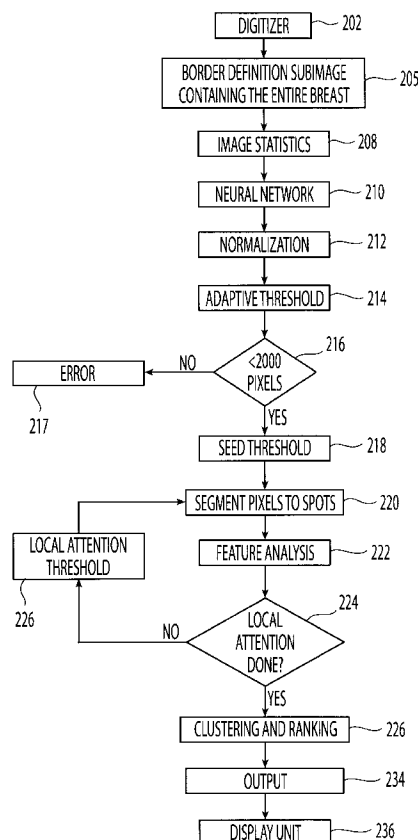 DIGITIZER
202
BORDER DEFINITION SUBIMAGE
CONTAINING THE ENTIRE BREAST
205
IMAGE STATISTICS
208
NEURAL NETWORK
210
NORMALIZATION
212
ADAPTIVE THRESHOLD
214
216
<2000
PIXELS
NO
ERROR
217
YES
SEED THRESHOLD
218
SEGMENT PIXELS TO SPOTS
220
LOCAL ATTENTION
THRESHOLD
226
FEATURE ANALYSIS
222
224
LOCAL
ATTENTION
DONE?
NO
YES
CLUSTERING AND RANKING
226
OUTPUT
234
DISPLAY UNIT
236